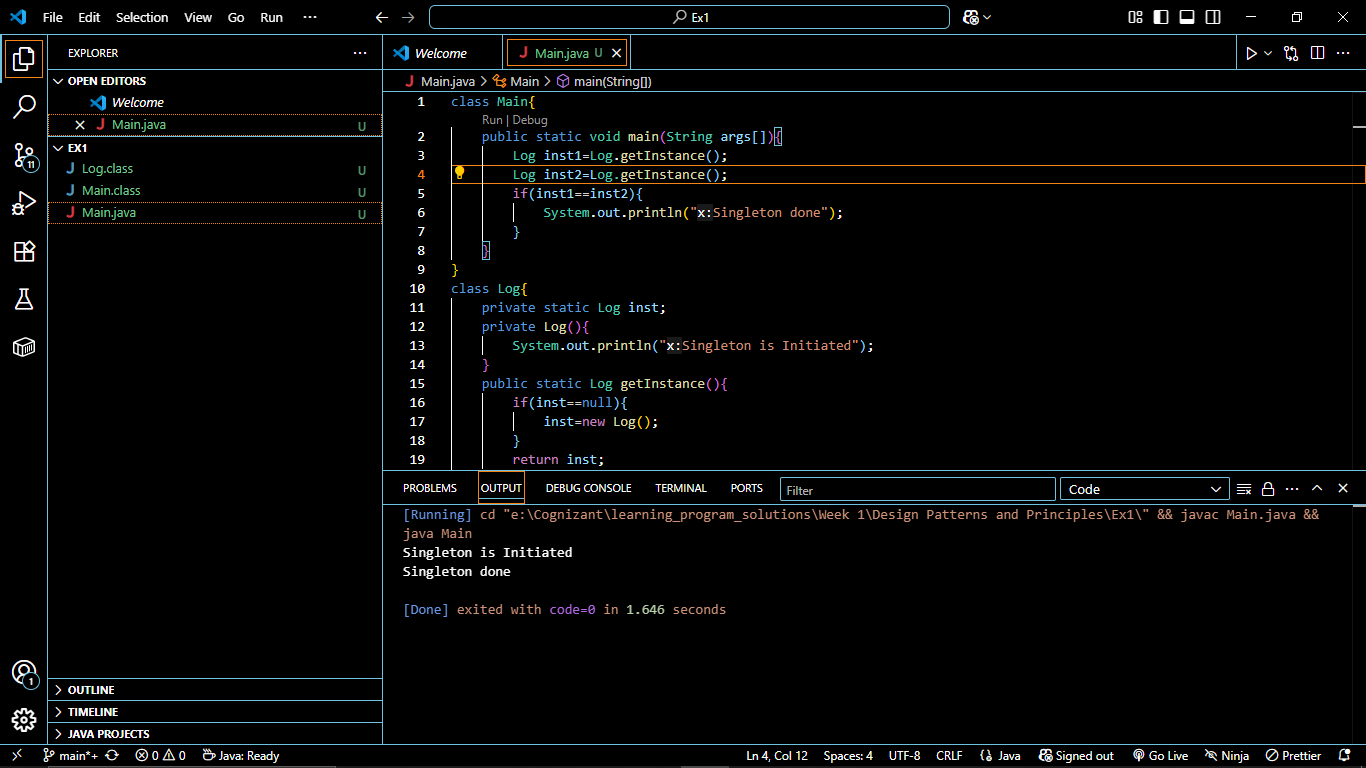 File Edit Selection View Go Run ··· Ex1
EXPLORER ···
OPEN EDITORS
Welcome
Main.java U
EX1
Log.class U
Main.class U
Main.java U
OUTLINE
TIMELINE
JAVA PROJECTS
11
1
Welcome Main.java U
Main.java > Main > main(String[])
1 class Main{
Run | Debug
2 public static void main(String args[]){
3 Log inst1=Log.getInstance();
4 Log inst2=Log.getInstance();
5 if(inst1==inst2){
6 System.out.println("x:Singleton done");
7 }
8 }
9 }
10 class Log{
11 private static Log inst;
12 private Log(){
13 System.out.println("x:Singleton is Initiated");
14 }
15 public static Log getInstance(){
16 if(inst==null){
17 inst=new Log();
18 }
19 return inst;
PROBLEMS OUTPUT DEBUG CONSOLE TERMINAL PORTS Filter Code ···
[Running] cd "e:\Cognizant\learning_program_solutions\Week 1\Design Patterns and Principles\Ex1\" && javac Main.java &&
java Main
Singleton is Initiated
Singleton done
[Done] exited with code=0 in 1.646 seconds
main*+ 0 0 Java: Ready Ln 4, Col 12 Spaces: 4 UTF-8 CRLF {} Java Signed out Go Live Ninja Prettier